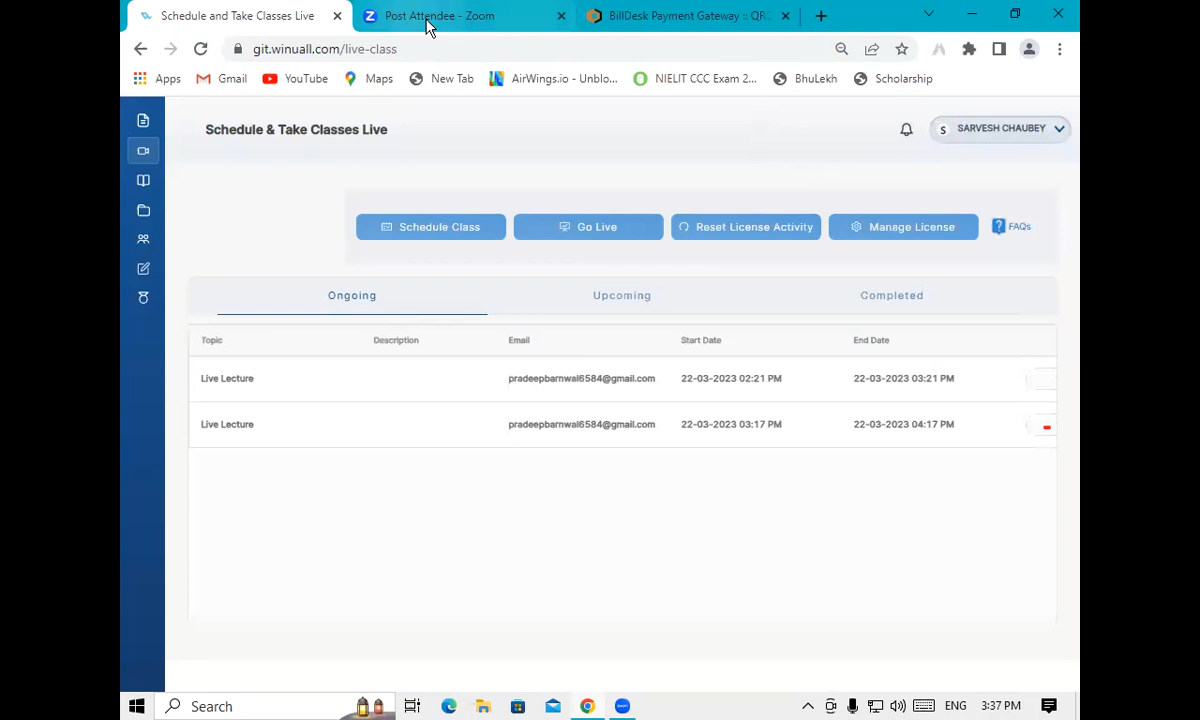 Schedule and Take Classes Live Post Attendee - Zoom BillDesk Payment Gateway :: QR
git.winuall.com/live-class
Apps Gmail YouTube Maps New Tab AirWings.io - Unblo... NIELIT CCC Exam 2... BhuLekh Scholarship
Schedule & Take Classes Live S SARVESH CHAUBEY
Schedule Class Go Live Reset License Activity Manage License ? FAQs
Ongoing Upcoming Completed
Topic Description Email Start Date End Date
Live Lecture pradeepbarnwal6584@gmail.com 22-03-2023 02:21 PM 22-03-2023 03:21 PM
Live Lecture pradeepbarnwal6584@gmail.com 22-03-2023 03:17 PM 22-03-2023 04:17 PM
Search ENG 3:37 PM